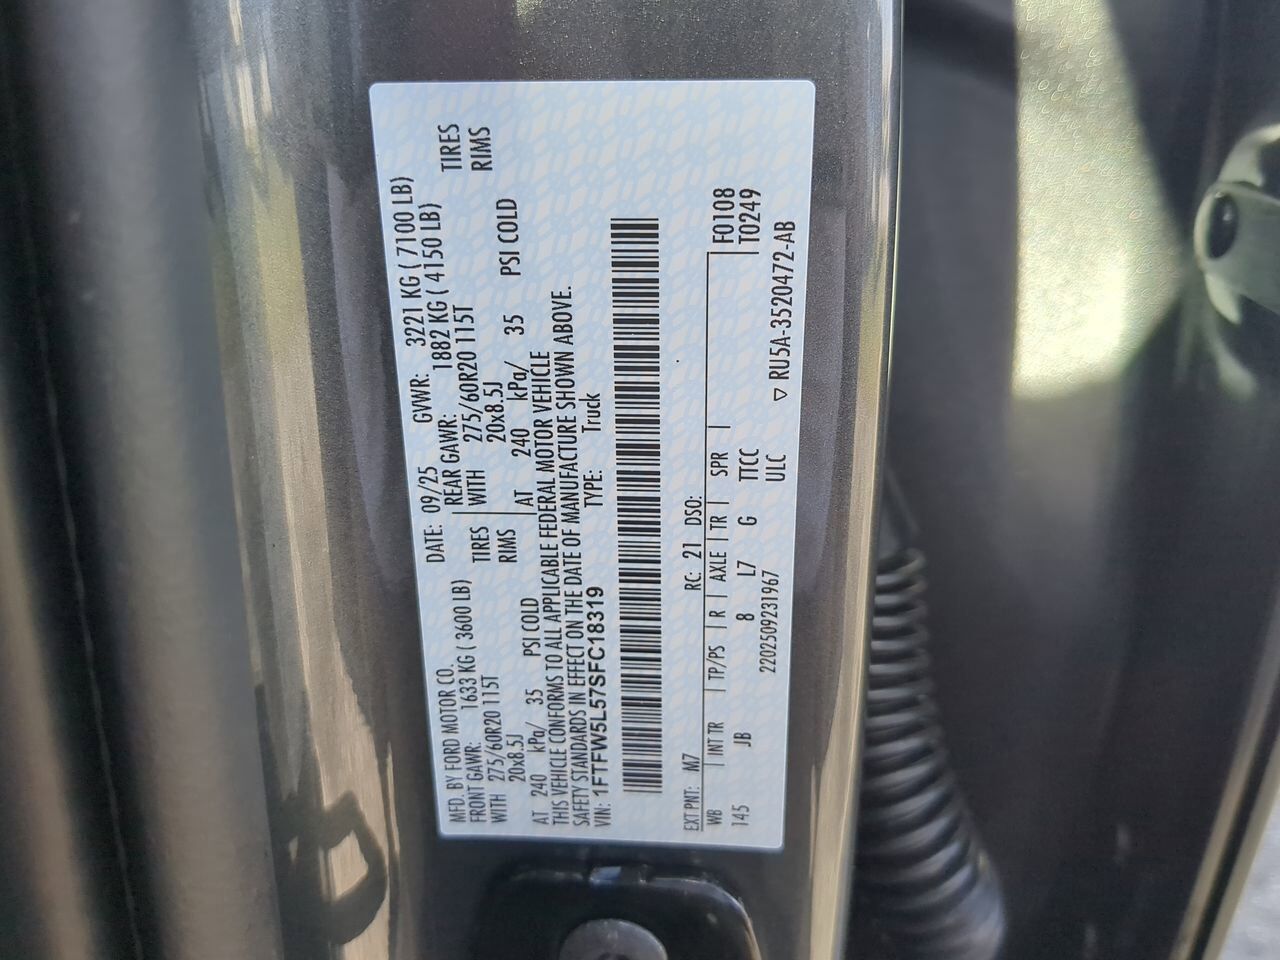 MFD. BY FORD MOTOR CO.
DATE: 09/25 GVWR: 3221 KG ( 7100 LB)
FRONT GAWR: 1633 KG ( 3600 LB)
REAR GAWR: 1882 KG ( 4150 LB)
WITH 275/60R20 115T TIRES
WITH 275/60R20 115T TIRES
20x8.5J RIMS
20x8.5J RIMS
AT 240 kPa/ 35 PSI COLD
AT 240 kPa/ 35 PSI COLD
THIS VEHICLE CONFORMS TO ALL APPLICABLE FEDERAL MOTOR VEHICLE
SAFETY STANDARDS IN EFFECT ON THE DATE OF MANUFACTURE SHOWN ABOVE.
VIN: 1FTFW5L57SFC18319 TYPE: Truck
EXT PNT: M7 RC: 21 DSO:
WB | INT TR | TP/PS | R | AXLE | TR | SPR | F0108
145 JB 8 L7 G TTCC T0249
2202509231967 ULC
▽ RU5A-3520472-AB